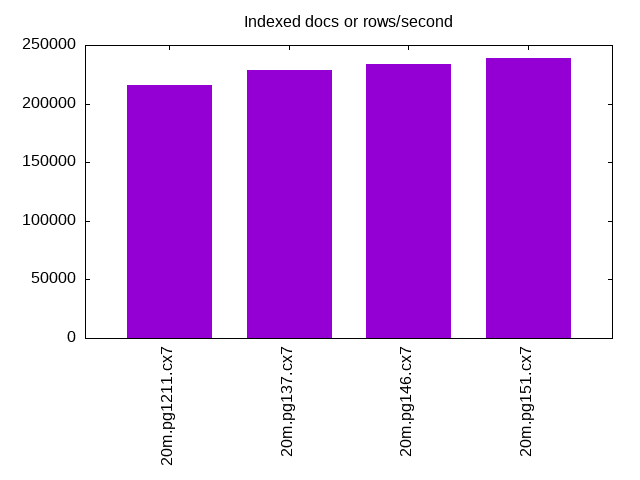 Indexed docs or rows/second
250000
200000
150000
100000
50000
0
20m.pg1211.cx7
20m.pg137.cx7
20m.pg146.cx7
20m.pg151.cx7